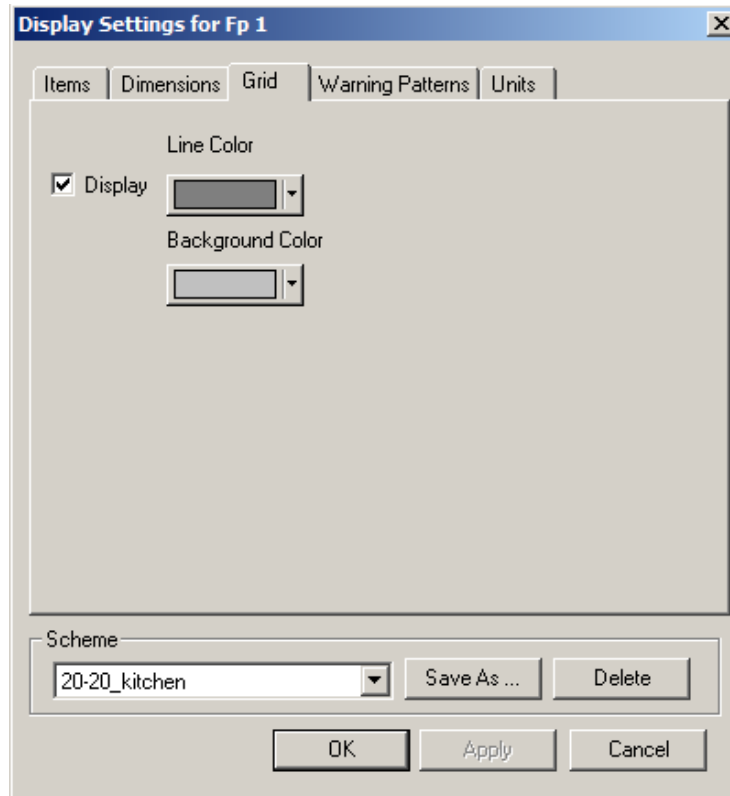 Display Settings for Fp 1
Items Dimensions Grid Warning Patterns Units
Line Color
Display
Background Color
Scheme
20-20_kitchen Save As ... Delete
OK Apply Cancel